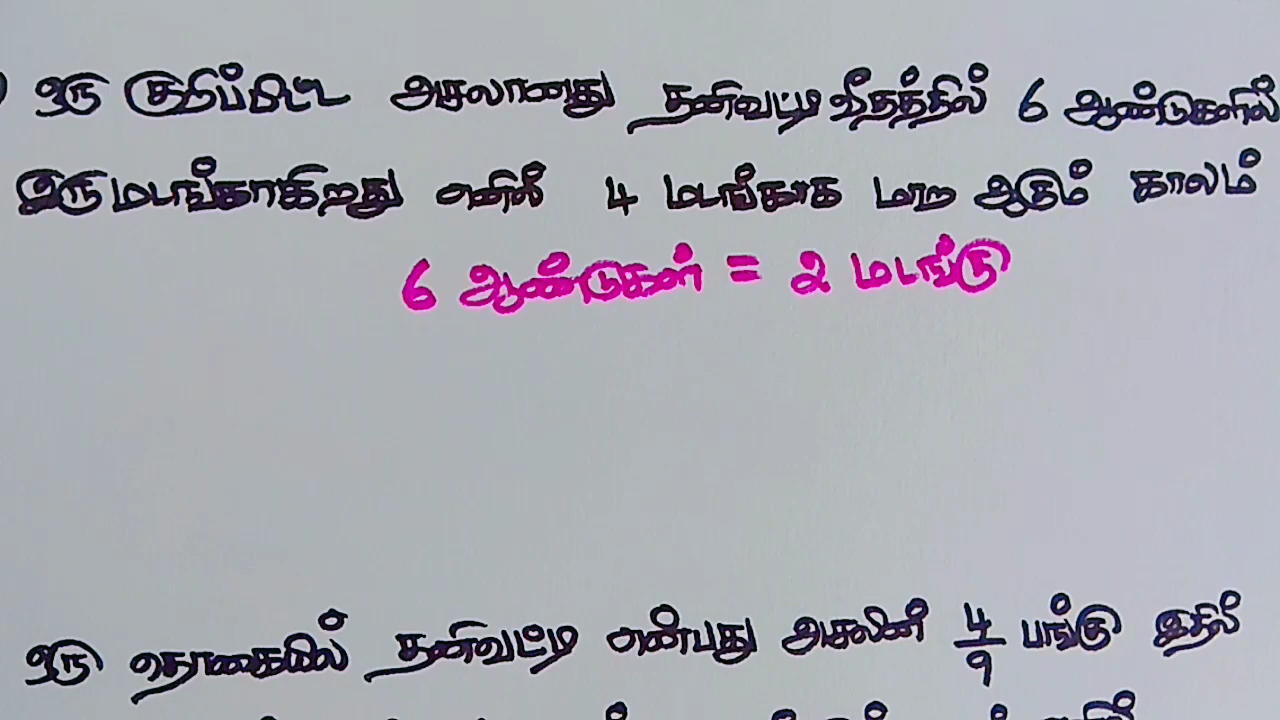 ஒரு குறிப்பிட்ட அசலானது தனிவட்டி வீதத்தில் 6 ஆண்டுகளில்
இருமடங்காகிறது எனில் 4 மடங்காக மாற ஆகும் காலம்
6 ஆண்டுகள் = 2 மடங்கு
ஒரு தொகையில் தனிவட்டி என்பது அசலின் 4/9 பங்கு இதில்